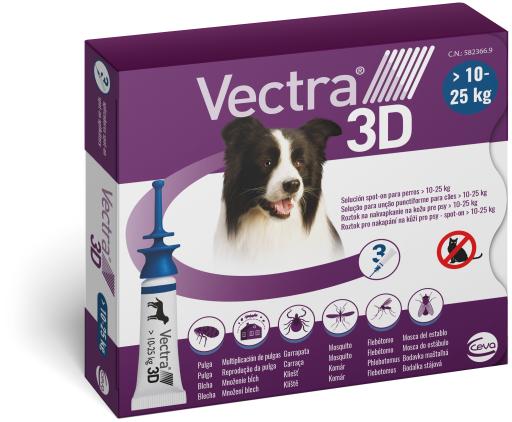 C.N.: 582366.9
Vectra® 3D
> 10-
25 kg
Solución spot-on para perros > 10-25 kg
Solução para unção punctiforme para cães > 10-25 kg
Roztok na nakvapkanie na kožu pre psy > 10-25 kg
Roztok pro nakapání na kůži pro psy - spot-on > 10-25 kg
3
Pulga Multiplicación de pulgas Garrapata Mosquito Flebótomo Mosca del establo
Pulga Reprodução da pulga Carraça Mosquito Flebótomo Mosca do estábulo
Blcha Množenie bĺch Kliešť Komár Phlebotomus Bodavka maštaľná
Blecha Množení blech Klíště Komár Flebotomus Bodalka stájová
Ceva
Vectra 3D
> 10-25 kg
Vectra 3D
> 10-25 kg